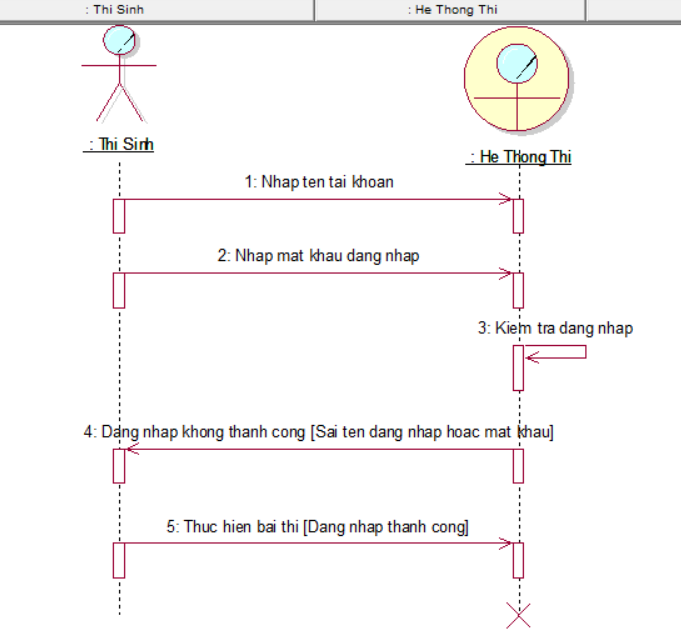 : Thi Sinh
: He Thong Thi
: Thi Sinh
: He Thong Thi
1: Nhap ten tai khoan
2: Nhap mat khau dang nhap
3: Kiem tra dang nhap
4: Dang nhap khong thanh cong [Sai ten dang nhap hoac mat khau]
5: Thuc hien bai thi [Dang nhap thanh cong]